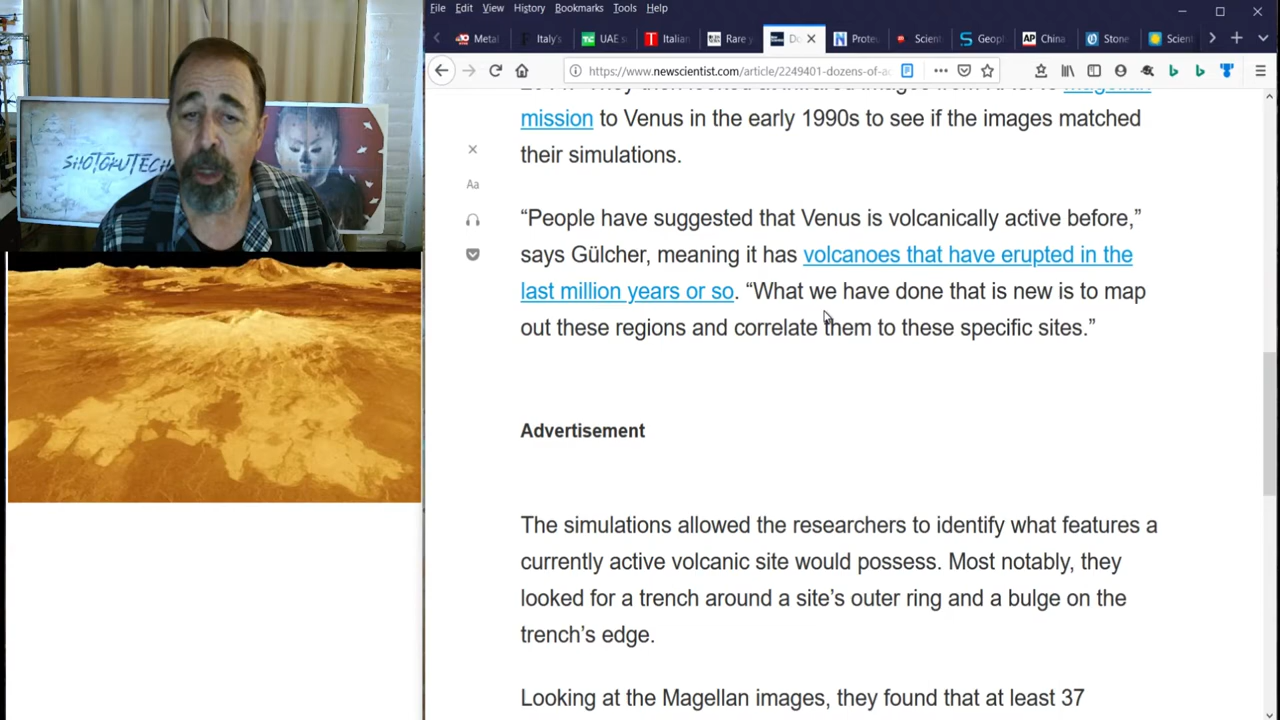 File Edit View History Bookmarks Tools Help
Metal
Italy's
UAE s
Italian
Rare y
Do
Prote
Scient
Geopl
AP China
Stone
Scient
https://www.newscientist.com/article/2249401-dozens-of-ac
mission to Venus in the early 1990s to see if the images matched
their simulations.
Aa
“People have suggested that Venus is volcanically active before,”
says Gülcher, meaning it has volcanoes that have erupted in the
last million years or so. “What we have done that is new is to map
out these regions and correlate them to these specific sites.”
Advertisement
The simulations allowed the researchers to identify what features a
currently active volcanic site would possess. Most notably, they
looked for a trench around a site’s outer ring and a bulge on the
trench’s edge.
Looking at the Magellan images, they found that at least 37
SHOTOKUTECH